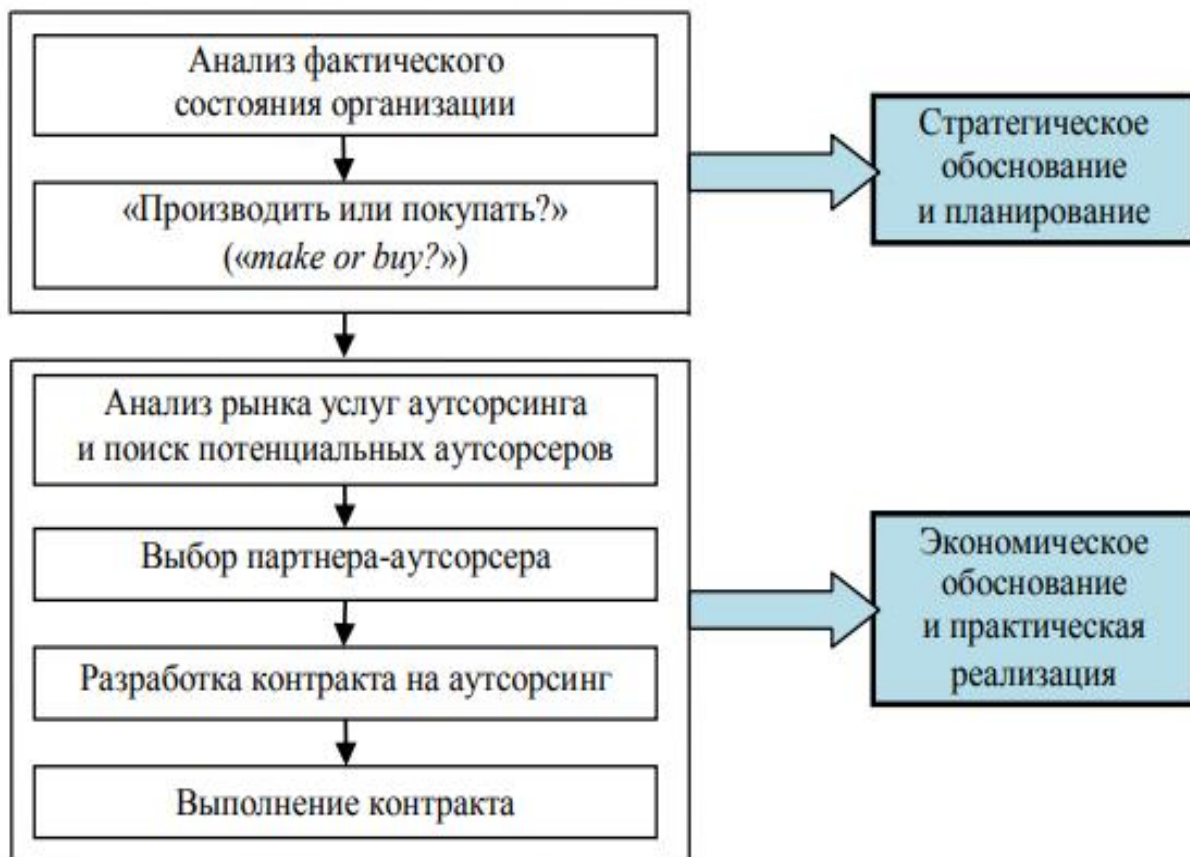 Анализ фактического
состояния организации
«Производить или покупать?»
(«make or buy?»)
Стратегическое
обоснование
и планирование
Анализ рынка услуг аутсорсинга
и поиск потенциальных аутсорсеров
Выбор партнера-аутсорсера
Разработка контракта на аутсорсинг
Выполнение контракта
Экономическое
обоснование
и практическая
реализация